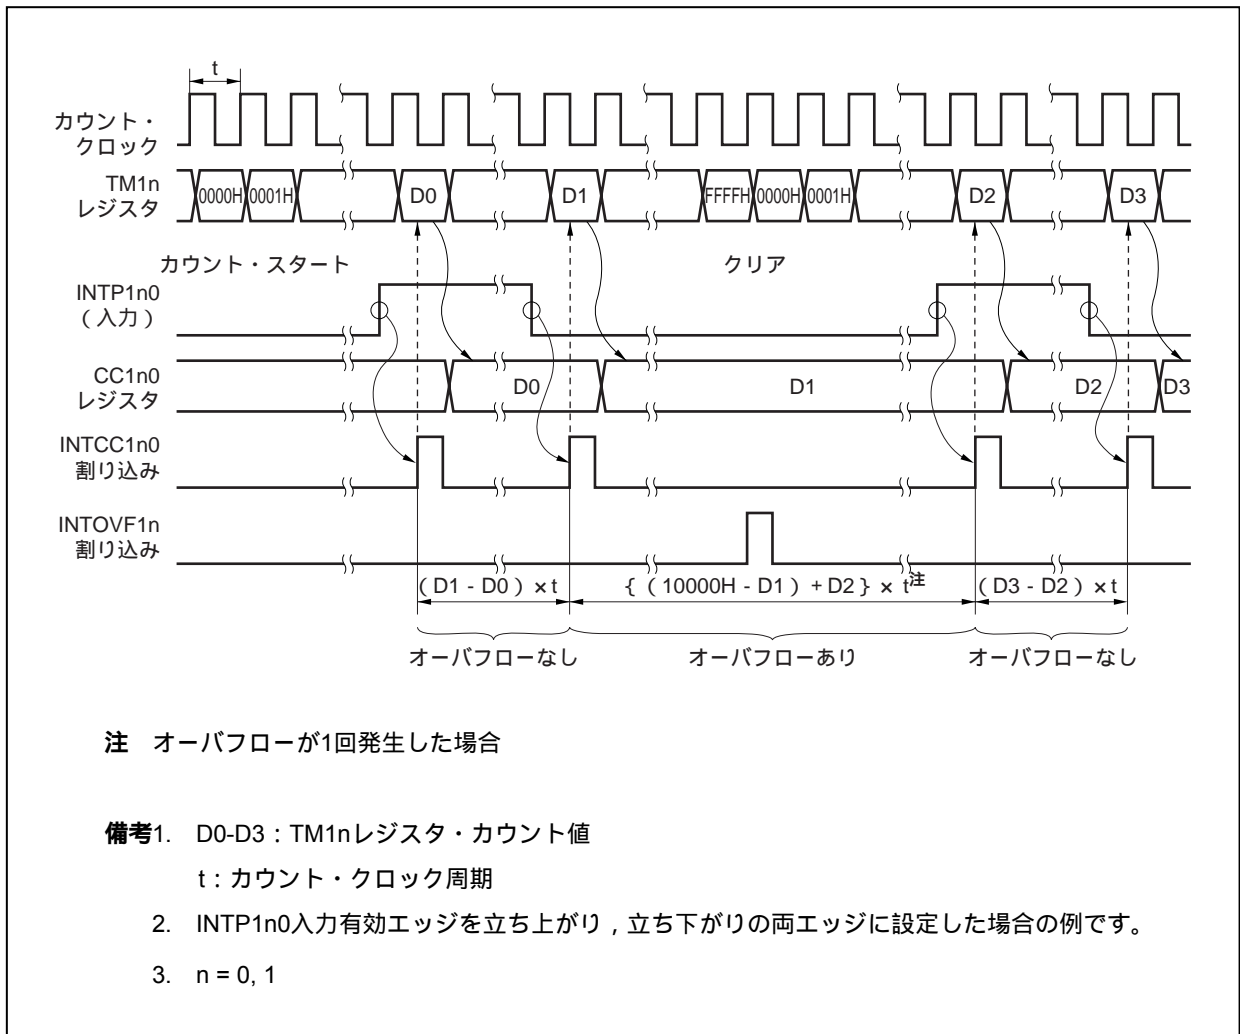 t
カウント・
クロック
TM1n
レジスタ
0000H 0001H D0 D1 FFFFH 0000H 0001H D2 D3
カウント・スタート クリア
INTP1n0
（入力）
CC1n0
レジスタ
D0 D1 D2 D3
INTCC1n0
割り込み
INTOVF1n
割り込み
（D1 - D0）×t ｛（10000H - D1）+D2｝× t注 （D3 - D2）×t
オーバフローなし オーバフローあり オーバフローなし
注 オーバフローが1回発生した場合
備考1. D0-D3：TM1nレジスタ・カウント値
t：カウント・クロック周期
2. INTP1n0入力有効エッジを立ち上がり，立ち下がりの両エッジに設定した場合の例です。
3. n = 0, 1